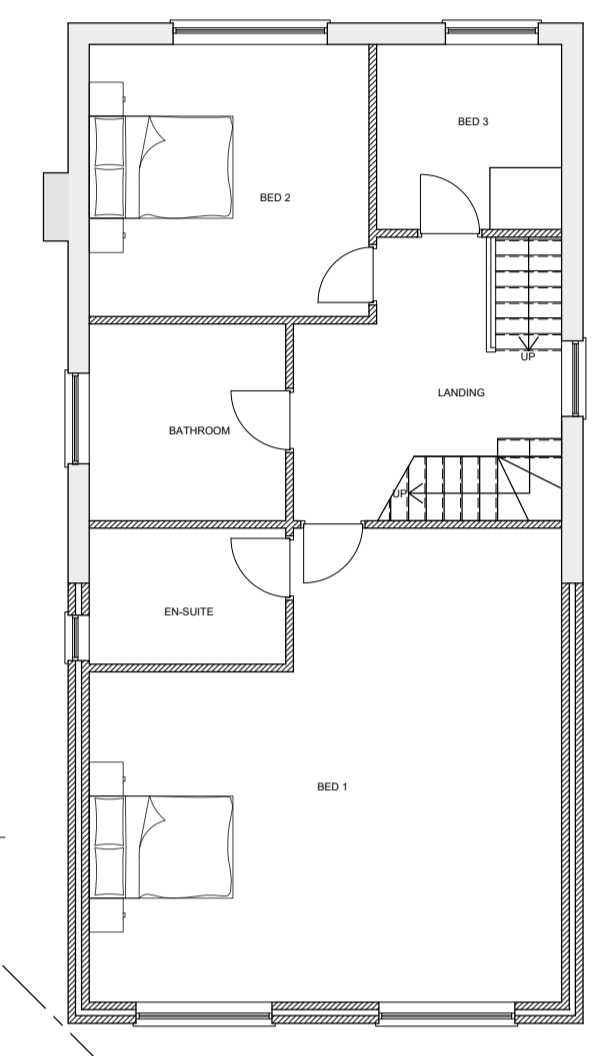 BED 3
BED 2
UP
LANDING
BATHROOM
UP
EN-SUITE
BED 1